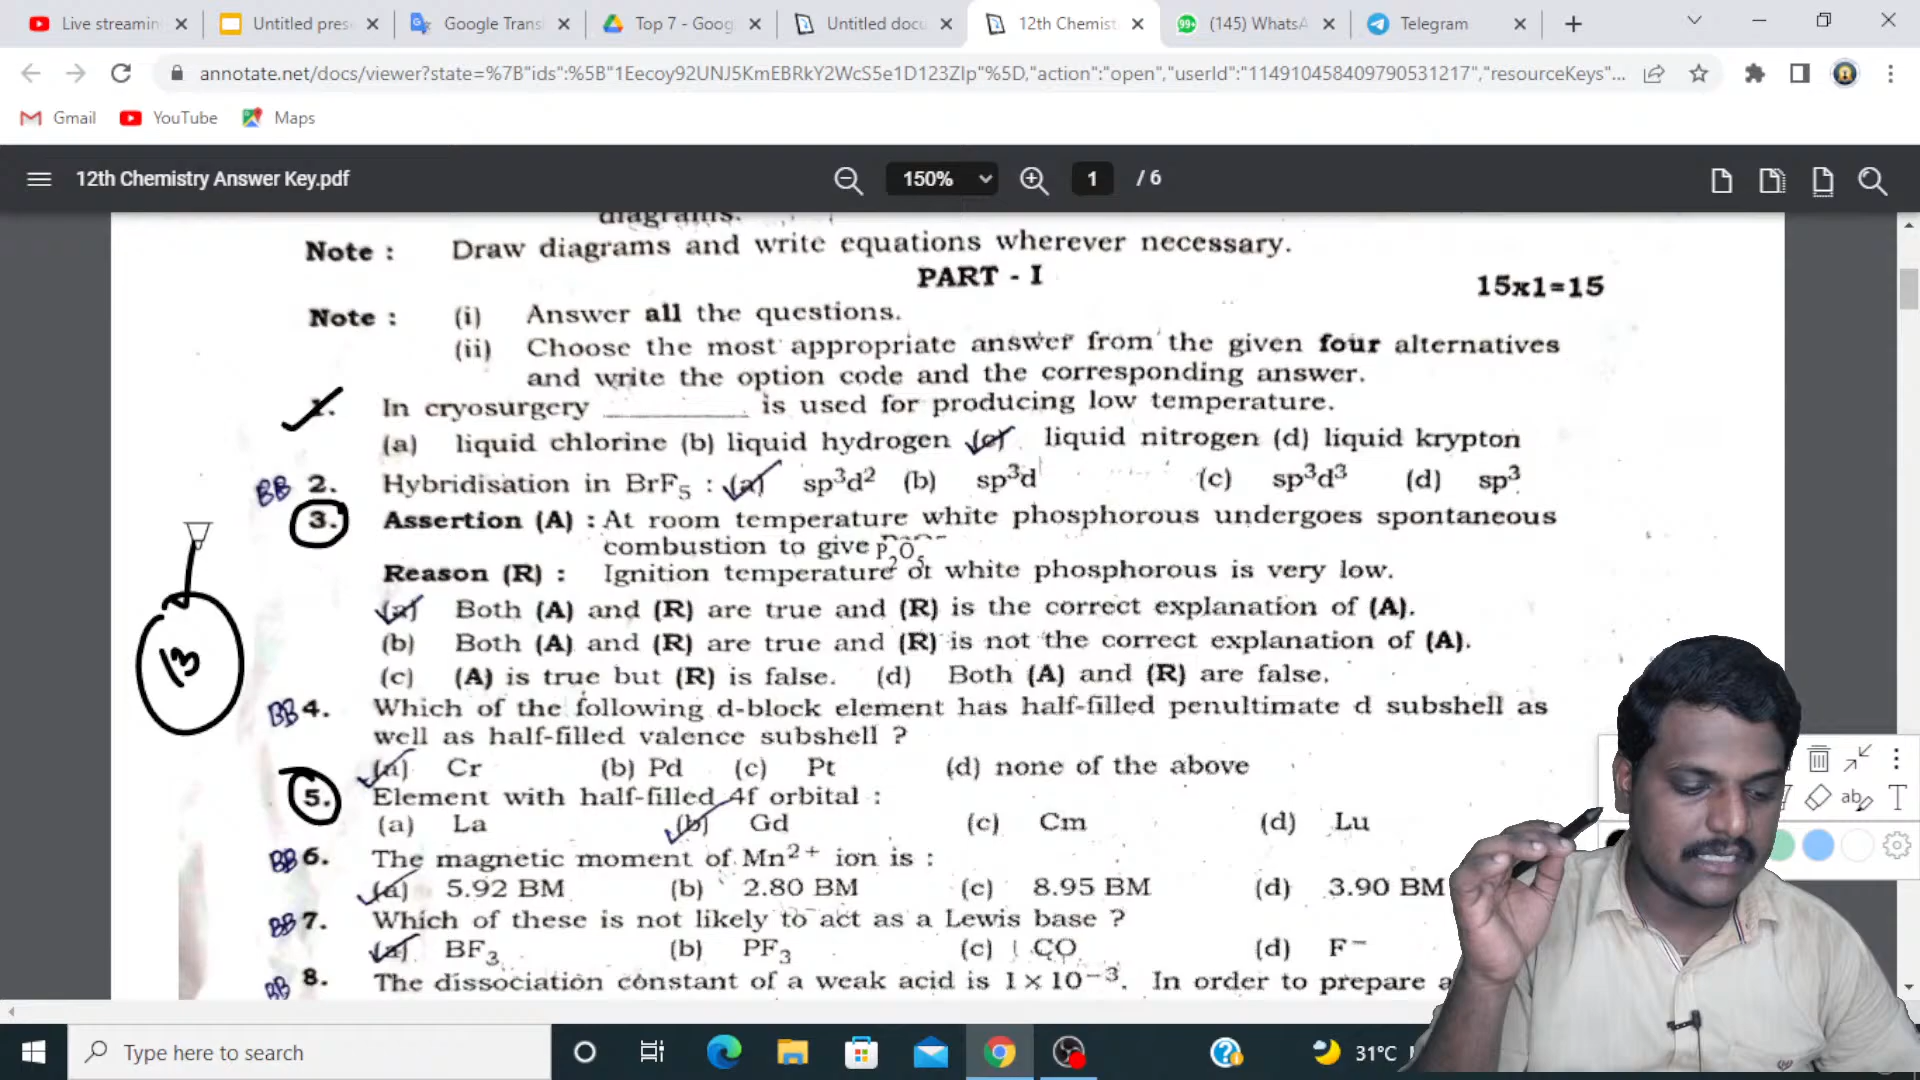 Live streamin
Untitled pres
Google Trans
Top 7 - Goog
Untitled docu
12th Chemist
(145) WhatsA
Telegram
annotate.net/docs/viewer?state=%7B"ids":%5B"1Eecoy92UNJ5KmEBRkY2WcS5e1D123ZIp"%5D,"action":"open","userId":"114910458409790531217","resourceKeys"...
Gmail YouTube Maps
12th Chemistry Answer Key.pdf 150% 1 / 6
diagrams.
Note : Draw diagrams and write equations wherever necessary.
PART - I
15x1=15
Note : (i) Answer all the questions.
(ii) Choose the most appropriate answer from the given four alternatives
and write the option code and the corresponding answer.
1. In cryosurgery __________ is used for producing low temperature.
(a) liquid chlorine (b) liquid hydrogen (c) liquid nitrogen (d) liquid krypton
BB 2. Hybridisation in BrF₅ : (a) sp³d² (b) sp³d (c) sp³d³ (d) sp³
3. Assertion (A) : At room temperature white phosphorous undergoes spontaneous
combustion to give P₂O₅
Reason (R) : Ignition temperature of white phosphorous is very low.
(a) Both (A) and (R) are true and (R) is the correct explanation of (A).
13
(b) Both (A) and (R) are true and (R) is not the correct explanation of (A).
(c) (A) is true but (R) is false. (d) Both (A) and (R) are false.
BB 4. Which of the following d-block element has half-filled penultimate d subshell as
well as half-filled valence subshell ?
(a) Cr (b) Pd (c) Pt (d) none of the above
5. Element with half-filled 4f orbital :
(a) La (b) Gd (c) Cm (d) Lu
BB 6. The magnetic moment of Mn²⁺ ion is :
(a) 5.92 BM (b) 2.80 BM (c) 8.95 BM (d) 3.90 BM
BB 7. Which of these is not likely to act as a Lewis base ?
(a) BF₃ (b) PF₃ (c) CO (d) F⁻
BB 8. The dissociation constant of a weak acid is 1 × 10⁻³. In order to prepare a
Type here to search
31°C